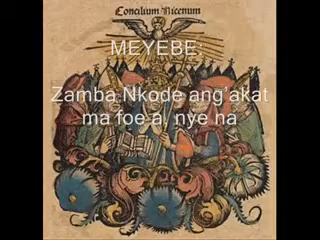 Concilium Nicenum
MEYEBE:
Zamba Nkode ang'akat
ma foe a, nye na